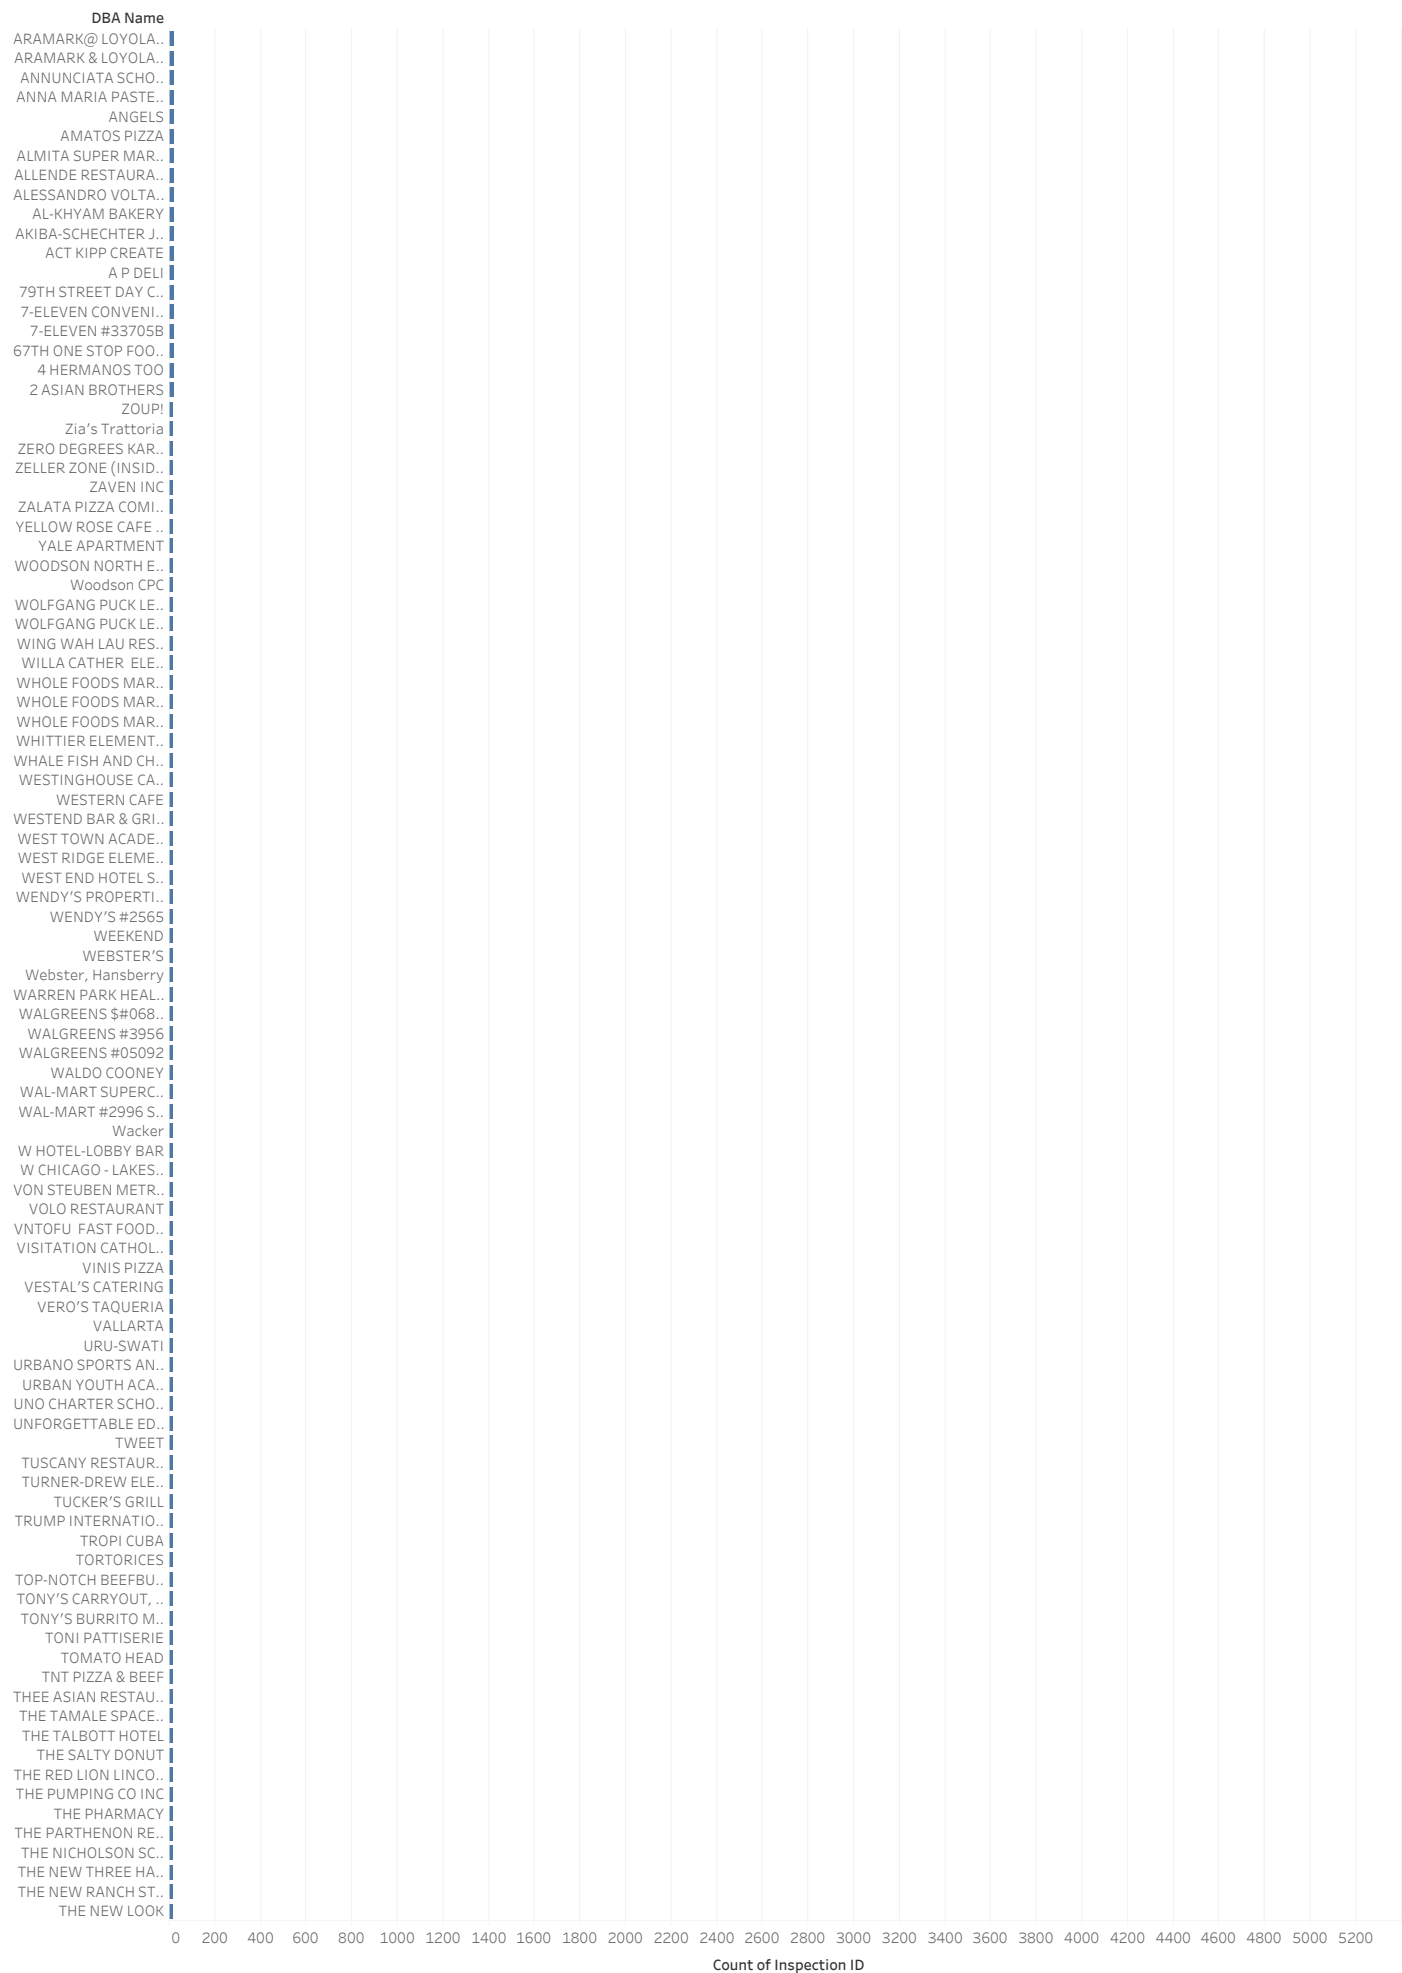 DBA Name
ARAMARK@ LOYOLA..
ARAMARK & LOYOLA..
ANNUNCIATA SCHO..
ANNA MARIA PASTE..
ANGELS
AMATOS PIZZA
ALMITA SUPER MAR..
ALLENDE RESTAURA..
ALESSANDRO VOLTA..
AL-KHYAM BAKERY
AKIBA-SCHECHTER J..
ACT KIPP CREATE
A P DELI
79TH STREET DAY C..
7-ELEVEN CONVENI..
7-ELEVEN #33705B
67TH ONE STOP FOO..
4 HERMANOS TOO
2 ASIAN BROTHERS
ZOUP!
Zia's Trattoria
ZERO DEGREES KAR..
ZELLER ZONE (INSID..
ZAVEN INC
ZALATA PIZZA COMI..
YELLOW ROSE CAFE ..
YALE APARTMENT
WOODSON NORTH E..
Woodson CPC
WOLFGANG PUCK LE..
WOLFGANG PUCK LE..
WING WAH LAU RES..
WILLA CATHER  ELE..
WHOLE FOODS MAR..
WHOLE FOODS MAR..
WHOLE FOODS MAR..
WHITTIER ELEMENT..
WHALE FISH AND CH..
WESTINGHOUSE CA..
WESTERN CAFE
WESTEND BAR & GRI..
WEST TOWN ACADE..
WEST RIDGE ELEME..
WEST END HOTEL S..
WENDY'S PROPERTI..
WENDY'S #2565
WEEKEND
WEBSTER'S
Webster, Hansberry
WARREN PARK HEAL..
WALGREENS $#068..
WALGREENS #3956
WALGREENS #05092
WALDO COONEY
WAL-MART SUPERC..
WAL-MART #2996 S..
Wacker
W HOTEL-LOBBY BAR
W CHICAGO - LAKES..
VON STEUBEN METR..
VOLO RESTAURANT
VNTOFU  FAST FOOD..
VISITATION CATHOL..
VINIS PIZZA
VESTAL'S CATERING
VERO'S TAQUERIA
VALLARTA
URU-SWATI
URBANO SPORTS AN..
URBAN YOUTH ACA..
UNO CHARTER SCHO..
UNFORGETTABLE ED..
TWEET
TUSCANY RESTAUR..
TURNER-DREW ELE..
TUCKER'S GRILL
TRUMP INTERNATIO..
TROPI CUBA
TORTORICES
TOP-NOTCH BEEFBU..
TONY'S CARRYOUT, ..
TONY'S BURRITO M..
TONI PATTISERIE
TOMATO HEAD
TNT PIZZA & BEEF
THEE ASIAN RESTAU..
THE TAMALE SPACE..
THE TALBOTT HOTEL
THE SALTY DONUT
THE RED LION LINCO..
THE PUMPING CO INC
THE PHARMACY
THE PARTHENON RE..
THE NICHOLSON SC..
THE NEW THREE HA..
THE NEW RANCH ST..
THE NEW LOOK
0 200 400 600 800 1000 1200 1400 1600 1800 2000 2200 2400 2600 2800 3000 3200 3400 3600 3800 4000 4200 4400 4600 4800 5000 5200
Count of Inspection ID